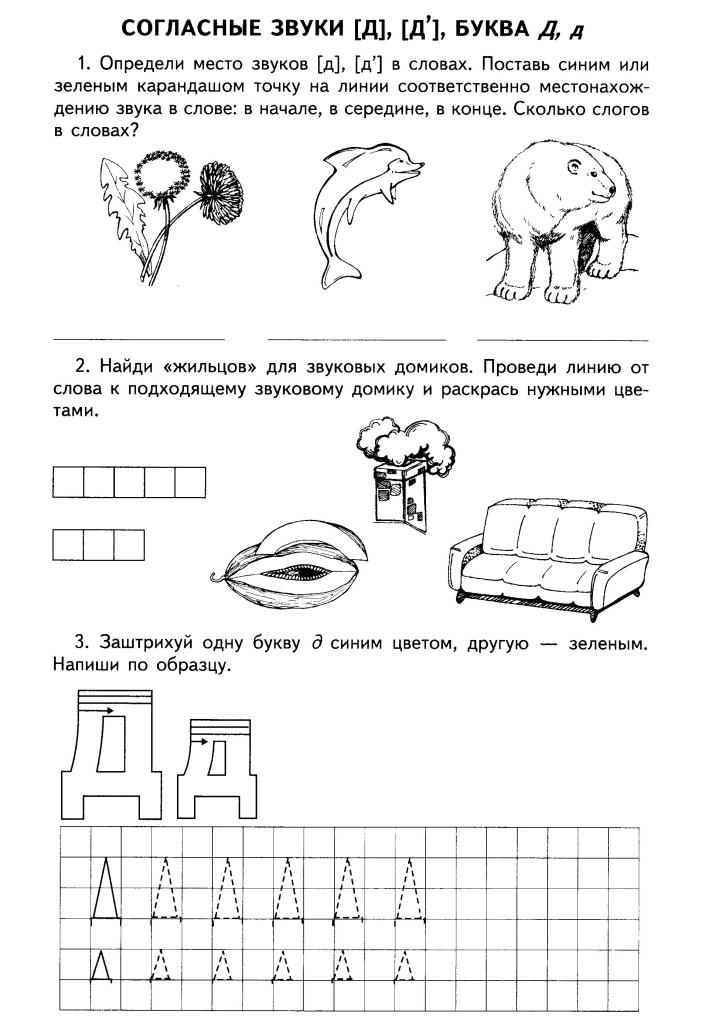 СОГЛАСНЫЕ ЗВУКИ [Д], [Д’], БУКВА Д, д
1. Определи место звуков [д], [д’] в словах. Поставь синим или
зеленым карандашом точку на линии соответственно местонахож-
дению звука в слове: в начале, в середине, в конце. Сколько слогов
в словах?
2. Найди «жильцов» для звуковых домиков. Проведи линию от
слова к подходящему звуковому домику и раскрась нужными цве-
тами.
3. Заштрихуй одну букву д синим цветом, другую — зеленым.
Напиши по образцу.
Д Д
Д Д Д Д Д Д
Д Д Д Д Д Д